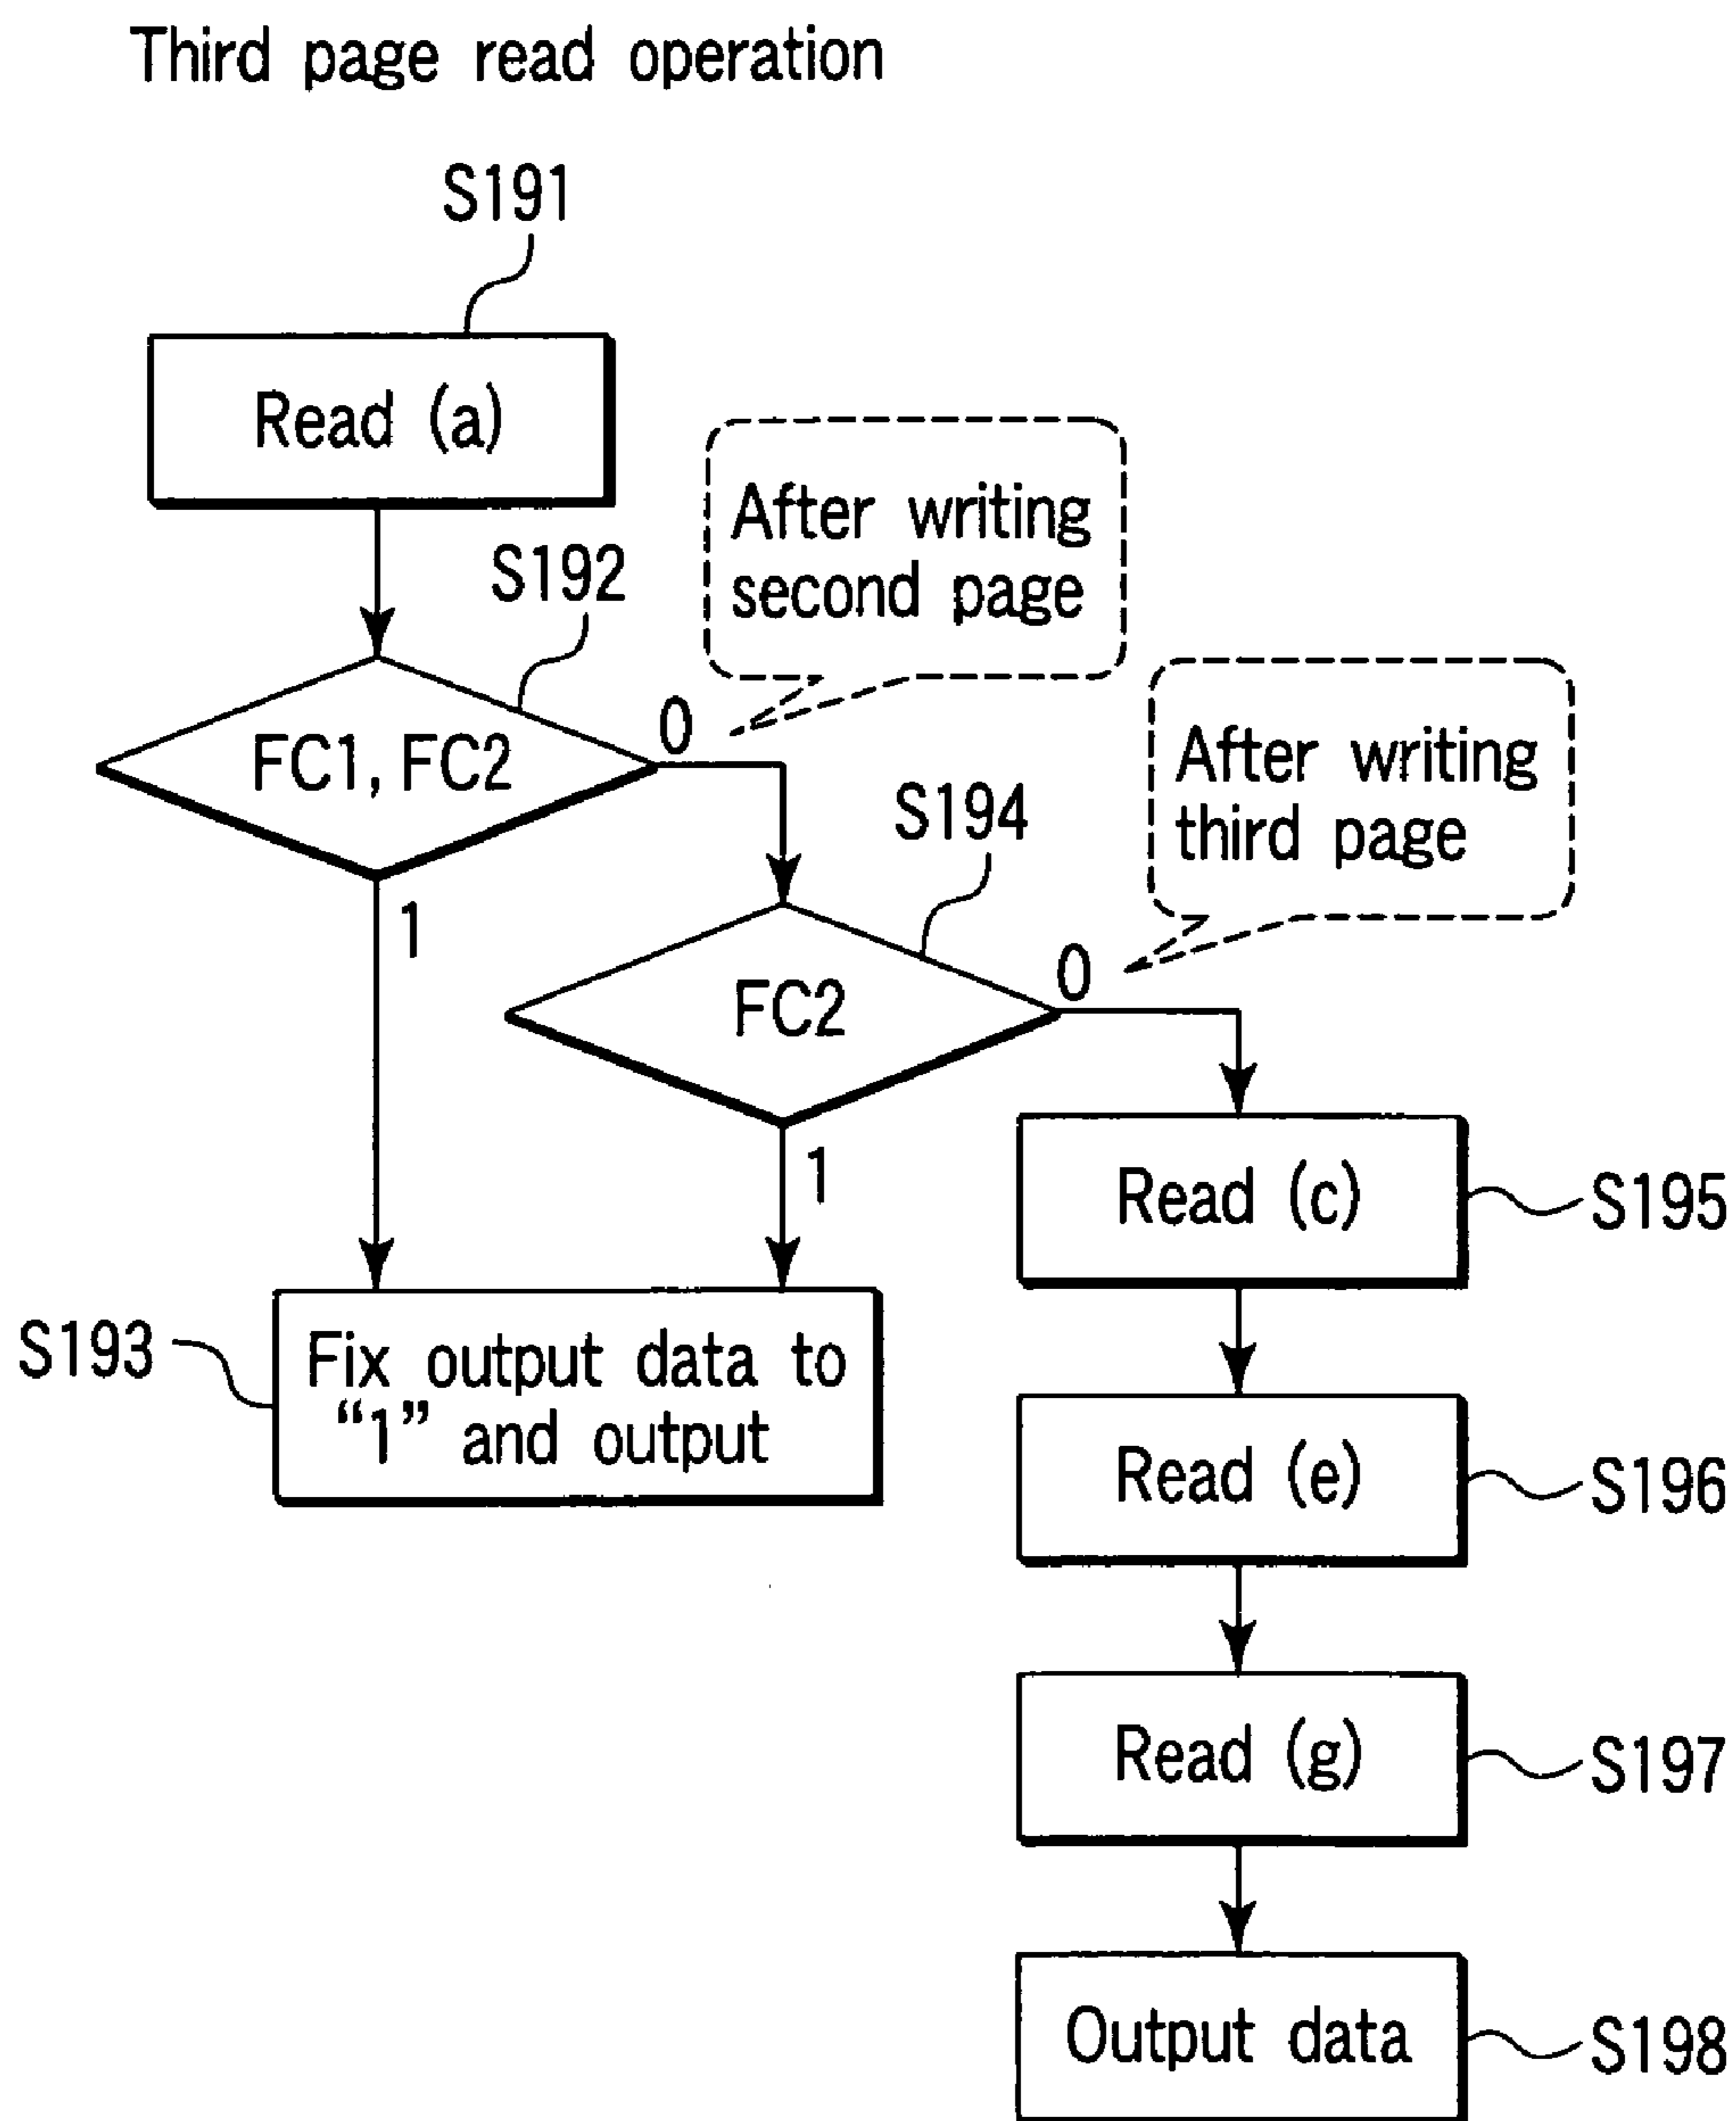 Third page read operation
S191
Read (a)
After writing
second page
S192
0
FC1, FC2
After writing
third page
S194
1
0
FC2
1
Read (c)
S195
S193
Fix output data to
“1” and output
Read (e)
S196
Read (g)
S197
Output data
S198